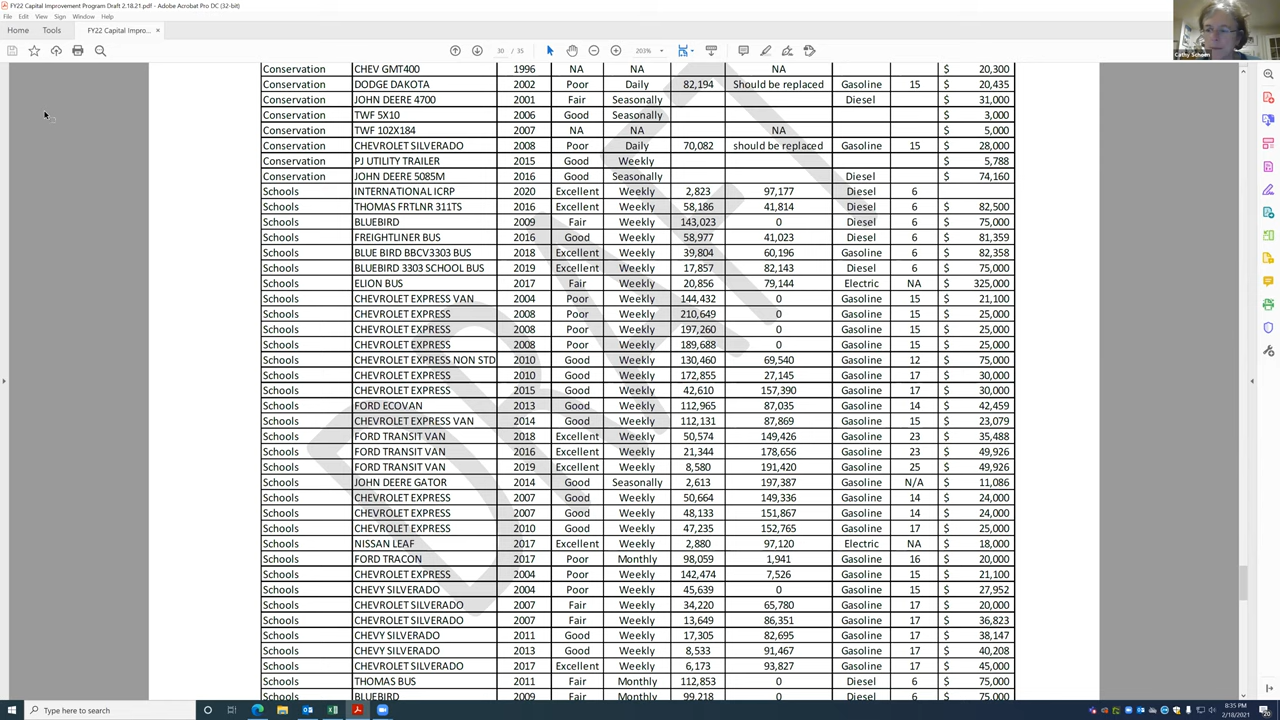 FY22 Capital Improvement Program Draft 2.18.21.pdf - Adobe Acrobat Pro DC (32-bit)
File Edit View Sign Window Help
Home Tools FY22 Capital Impro... ×
30 / 35 203%
Cathy Schoen
Conservation CHEV GMT400 1996 NA NA NA $ 20,300
Conservation DODGE DAKOTA 2002 Poor Daily 82,194 Should be replaced Gasoline 15 $ 20,435
Conservation JOHN DEERE 4700 2001 Fair Seasonally Diesel $ 31,000
Conservation TWF 5X10 2006 Good Seasonally $ 3,000
Conservation TWF 102X184 2007 NA NA NA $ 5,000
Conservation CHEVROLET SILVERADO 2008 Poor Daily 70,082 should be replaced Gasoline 15 $ 28,000
Conservation PJ UTILITY TRAILER 2015 Good Weekly $ 5,788
Conservation JOHN DEERE 5085M 2016 Good Seasonally Diesel $ 74,160
Schools INTERNATIONAL ICRP 2020 Excellent Weekly 2,823 97,177 Diesel 6
Schools THOMAS FRTLNR 311TS 2016 Excellent Weekly 58,186 41,814 Diesel 6 $ 82,500
Schools BLUEBIRD 2009 Fair Weekly 143,023 0 Diesel 6 $ 75,000
Schools FREIGHTLINER BUS 2016 Good Weekly 58,977 41,023 Diesel 6 $ 81,359
Schools BLUE BIRD BBCV3303 BUS 2018 Excellent Weekly 39,804 60,196 Gasoline 6 $ 82,358
Schools BLUEBIRD 3303 SCHOOL BUS 2019 Excellent Weekly 17,857 82,143 Diesel 6 $ 75,000
Schools ELION BUS 2017 Fair Weekly 20,856 79,144 Electric NA $ 325,000
Schools CHEVROLET EXPRESS VAN 2004 Poor Weekly 144,432 0 Gasoline 15 $ 21,100
Schools CHEVROLET EXPRESS 2008 Poor Weekly 210,649 0 Gasoline 15 $ 25,000
Schools CHEVROLET EXPRESS 2008 Poor Weekly 197,260 0 Gasoline 15 $ 25,000
Schools CHEVROLET EXPRESS 2008 Poor Weekly 189,688 0 Gasoline 15 $ 25,000
Schools CHEVROLET EXPRESS NON STD 2010 Good Weekly 130,460 69,540 Gasoline 12 $ 75,000
Schools CHEVROLET EXPRESS 2010 Good Weekly 172,855 27,145 Gasoline 17 $ 30,000
Schools CHEVROLET EXPRESS 2015 Good Weekly 42,610 157,390 Gasoline 17 $ 30,000
Schools FORD ECOVAN 2013 Good Weekly 112,965 87,035 Gasoline 14 $ 42,459
Schools CHEVROLET EXPRESS VAN 2014 Good Weekly 112,131 87,869 Gasoline 15 $ 23,079
Schools FORD TRANSIT VAN 2018 Excellent Weekly 50,574 149,426 Gasoline 23 $ 35,488
Schools FORD TRANSIT VAN 2016 Excellent Weekly 21,344 178,656 Gasoline 23 $ 49,926
Schools FORD TRANSIT VAN 2019 Excellent Weekly 8,580 191,420 Gasoline 25 $ 49,926
Schools JOHN DEERE GATOR 2014 Good Seasonally 2,613 197,387 Gasoline N/A $ 11,086
Schools CHEVROLET EXPRESS 2007 Good Weekly 50,664 149,336 Gasoline 14 $ 24,000
Schools CHEVROLET EXPRESS 2007 Good Weekly 48,133 151,867 Gasoline 14 $ 24,000
Schools CHEVROLET EXPRESS 2010 Good Weekly 47,235 152,765 Gasoline 17 $ 25,000
Schools NISSAN LEAF 2017 Excellent Weekly 2,880 97,120 Electric NA $ 18,000
Schools FORD TRACON 2017 Poor Monthly 98,059 1,941 Gasoline 16 $ 20,000
Schools CHEVROLET EXPRESS 2004 Poor Weekly 142,474 7,526 Gasoline 15 $ 21,100
Schools CHEVY SILVERADO 2004 Poor Weekly 45,639 0 Gasoline 15 $ 27,952
Schools CHEVROLET SILVERADO 2007 Fair Weekly 34,220 65,780 Gasoline 17 $ 20,000
Schools CHEVROLET SILVERADO 2007 Fair Weekly 13,649 86,351 Gasoline 17 $ 36,823
Schools CHEVY SILVERADO 2011 Good Weekly 17,305 82,695 Gasoline 17 $ 38,147
Schools CHEVY SILVERADO 2013 Good Weekly 8,533 91,467 Gasoline 17 $ 40,208
Schools CHEVROLET SILVERADO 2017 Excellent Weekly 6,173 93,827 Gasoline 17 $ 45,000
Schools THOMAS BUS 2011 Fair Monthly 112,853 0 Diesel 6 $ 75,000
Schools BLUEBIRD 2009 Fair Monthly 99,218 0 Diesel 6 $ 75,000
DRAFT
Type here to search
8:35 PM
2/18/2021
20